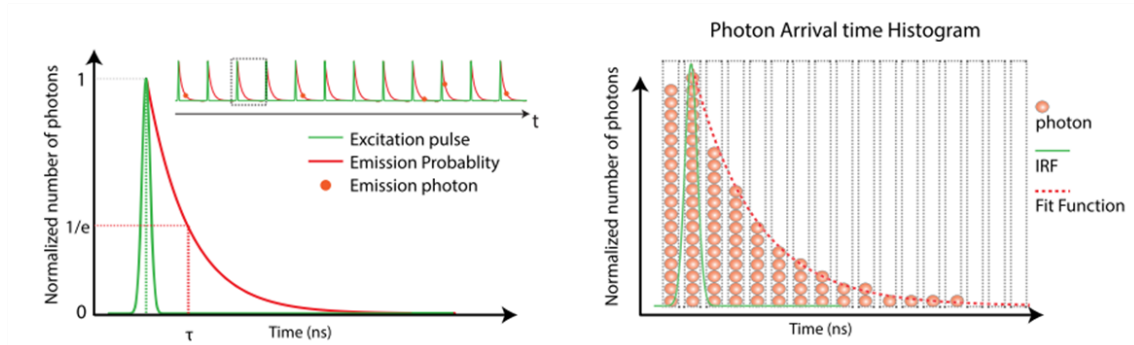 Normalized number of photons
1
1/e
0
τ
Time (ns)
t
Excitation pulse
Emission Probablity
Emission photon
Photon Arrival time Histogram
Normalized number of photons
Time (ns)
photon
IRF
Fit Function